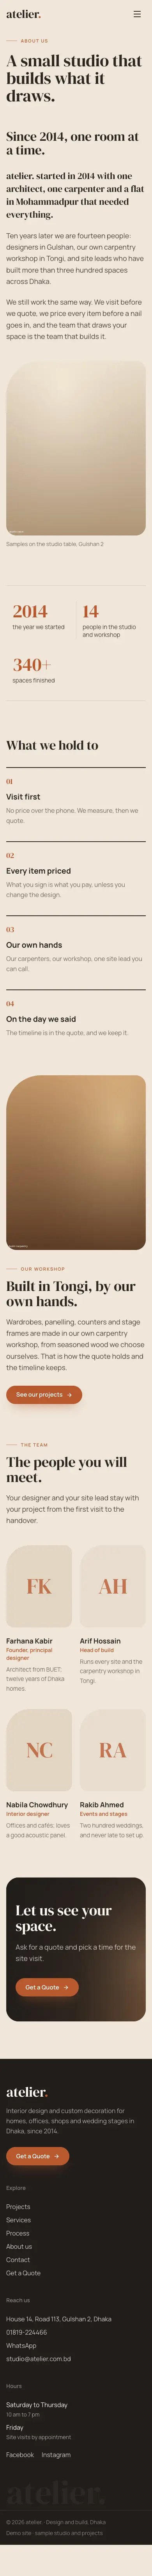 atelier.
ABOUT US
A small studio that
builds what it
draws.
Since 2014, one room at
a time.
atelier. started in 2014 with one
architect, one carpenter and a flat
in Mohammadpur that needed
everything.
Ten years later we are fourteen people:
designers in Gulshan, our own carpentry
workshop in Tongi, and site leads who have
built more than three hundred spaces
across Dhaka.
We still work the same way. We visit before
we quote, we price every item before a nail
goes in, and the team that draws your
space is the team that builds it.
Samples on the studio table, Gulshan 2
2014
the year we started
14
people in the studio
and workshop
340+
spaces finished
What we hold to
01
Visit first
No price over the phone. We measure, then we
quote.
02
Every item priced
What you sign is what you pay, unless you
change the design.
03
Our own hands
Our carpenters, our workshop, one site lead you
can call.
04
On the day we said
The timeline is in the quote, and we keep it.
OUR WORKSHOP
Built in Tongi, by our
own hands.
Wardrobes, panelling, counters and stage
frames are made in our own carpentry
workshop, from seasoned wood we choose
ourselves. That is how the quote holds and
the timeline keeps.
See our projects →
THE TEAM
The people you will
meet.
Your designer and your site lead stay with
your project from the first visit to the
handover.
FK
Farhana Kabir
Founder, principal
designer
Architect from BUET;
twelve years of Dhaka
homes.
AH
Arif Hossain
Head of build
Runs every site and the
carpentry workshop in
Tongi.
NC
Nabila Chowdhury
Interior designer
Offices and cafés; loves
a good acoustic panel.
RA
Rakib Ahmed
Events and stages
Two hundred weddings,
and never late to set up.
Let us see your
space.
Ask for a quote and pick a time for the
site visit.
Get a Quote →
atelier.
Interior design and custom decoration for
homes, offices, shops and wedding stages in
Dhaka, since 2014.
Get a Quote →
Explore
Projects
Services
Process
About us
Contact
Get a Quote
Reach us
House 14, Road 113, Gulshan 2, Dhaka
01819-224466
WhatsApp
studio@atelier.com.bd
Hours
Saturday to Thursday
10 am to 7 pm
Friday
Site visits by appointment
Facebook Instagram
atelier.
© 2026 atelier. · Design and build, Dhaka
Demo site · sample studio and projects